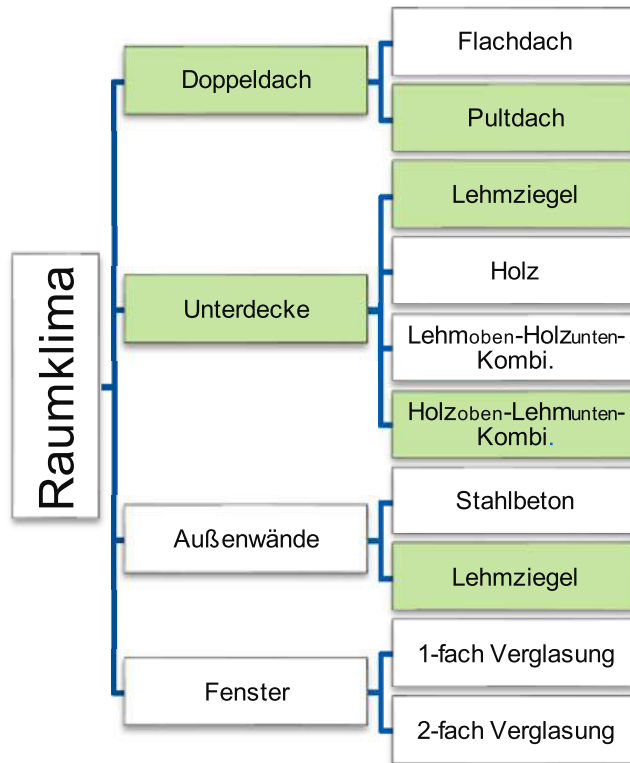 Raumklima
Doppeldach
Flachdach
Pultdach
Unterdecke
Lehmziegel
Holz
Lehmoben-Holzunten-
Kombi.
Holzoben-Lehmunten-
Kombi.
Außenwände
Stahlbeton
Lehmziegel
Fenster
1-fach Verglasung
2-fach Verglasung